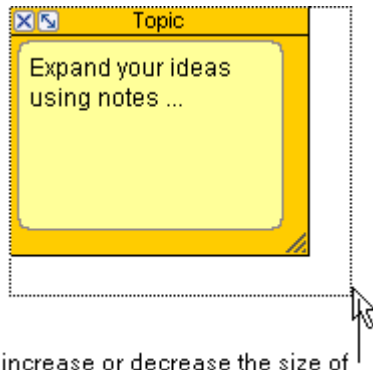 Topic
Expand your ideas
using notes ...
increase or decrease the size of